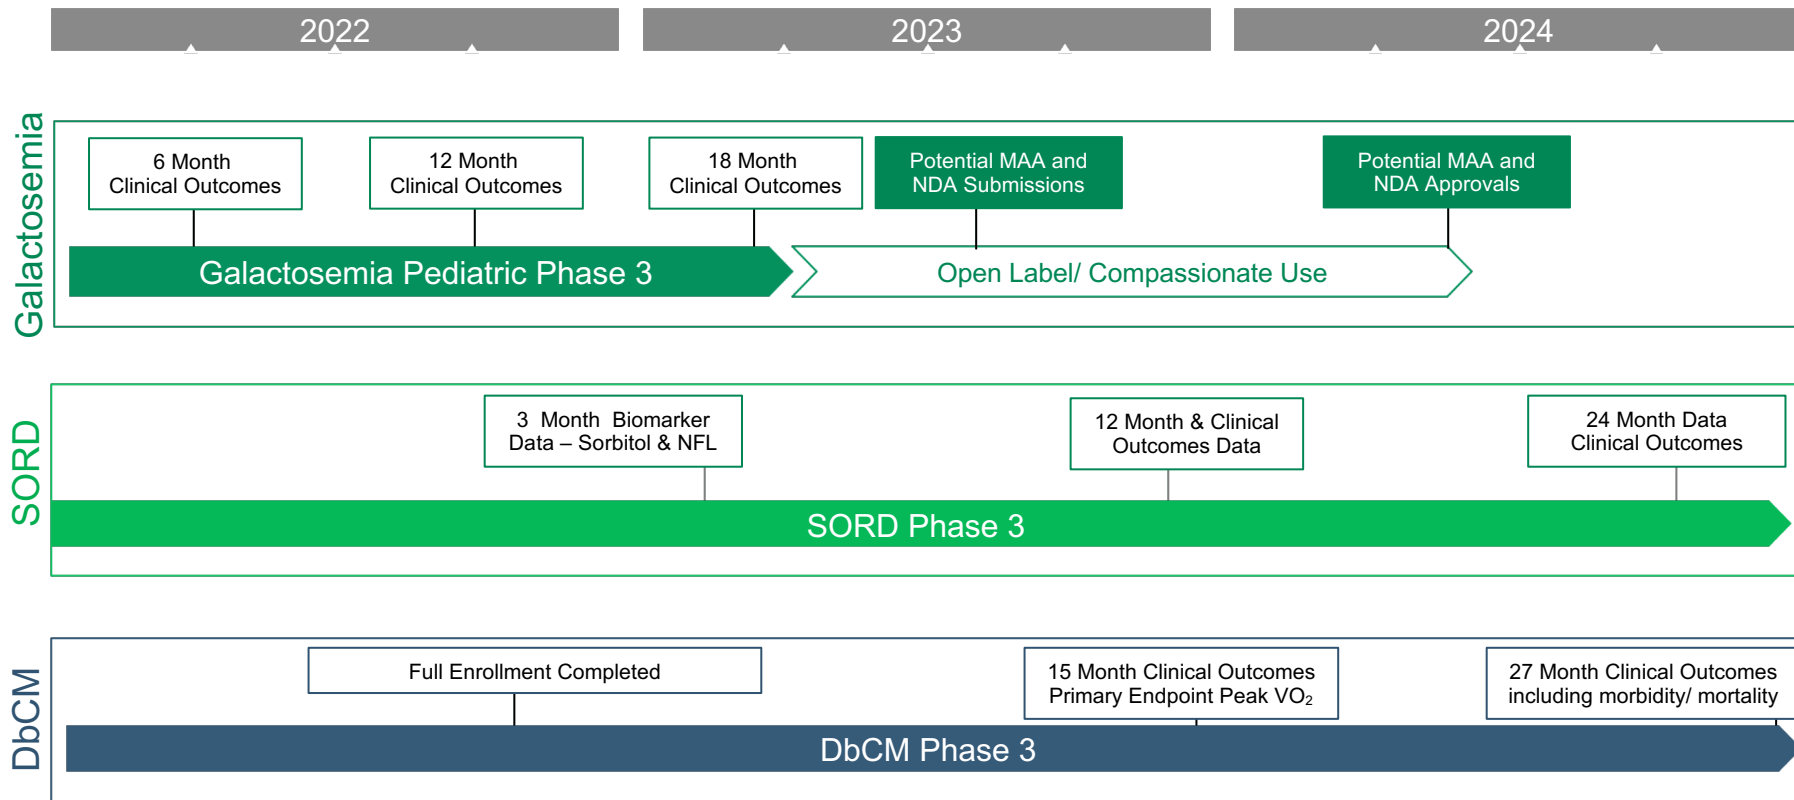 2022
2023
2024
Galactosemia
6 Month
Clinical Outcomes
12 Month
Clinical Outcomes
18 Month
Clinical Outcomes
Potential MAA and
NDA Submissions
Potential MAA and
NDA Approvals
Galactosemia Pediatric Phase 3
Open Label/ Compassionate Use
SORD
3 Month Biomarker
Data – Sorbitol & NFL
12 Month & Clinical
Outcomes Data
24 Month Data
Clinical Outcomes
SORD Phase 3
DbCM
Full Enrollment Completed
15 Month Clinical Outcomes
Primary Endpoint Peak VO₂
27 Month Clinical Outcomes
including morbidity/ mortality
DbCM Phase 3